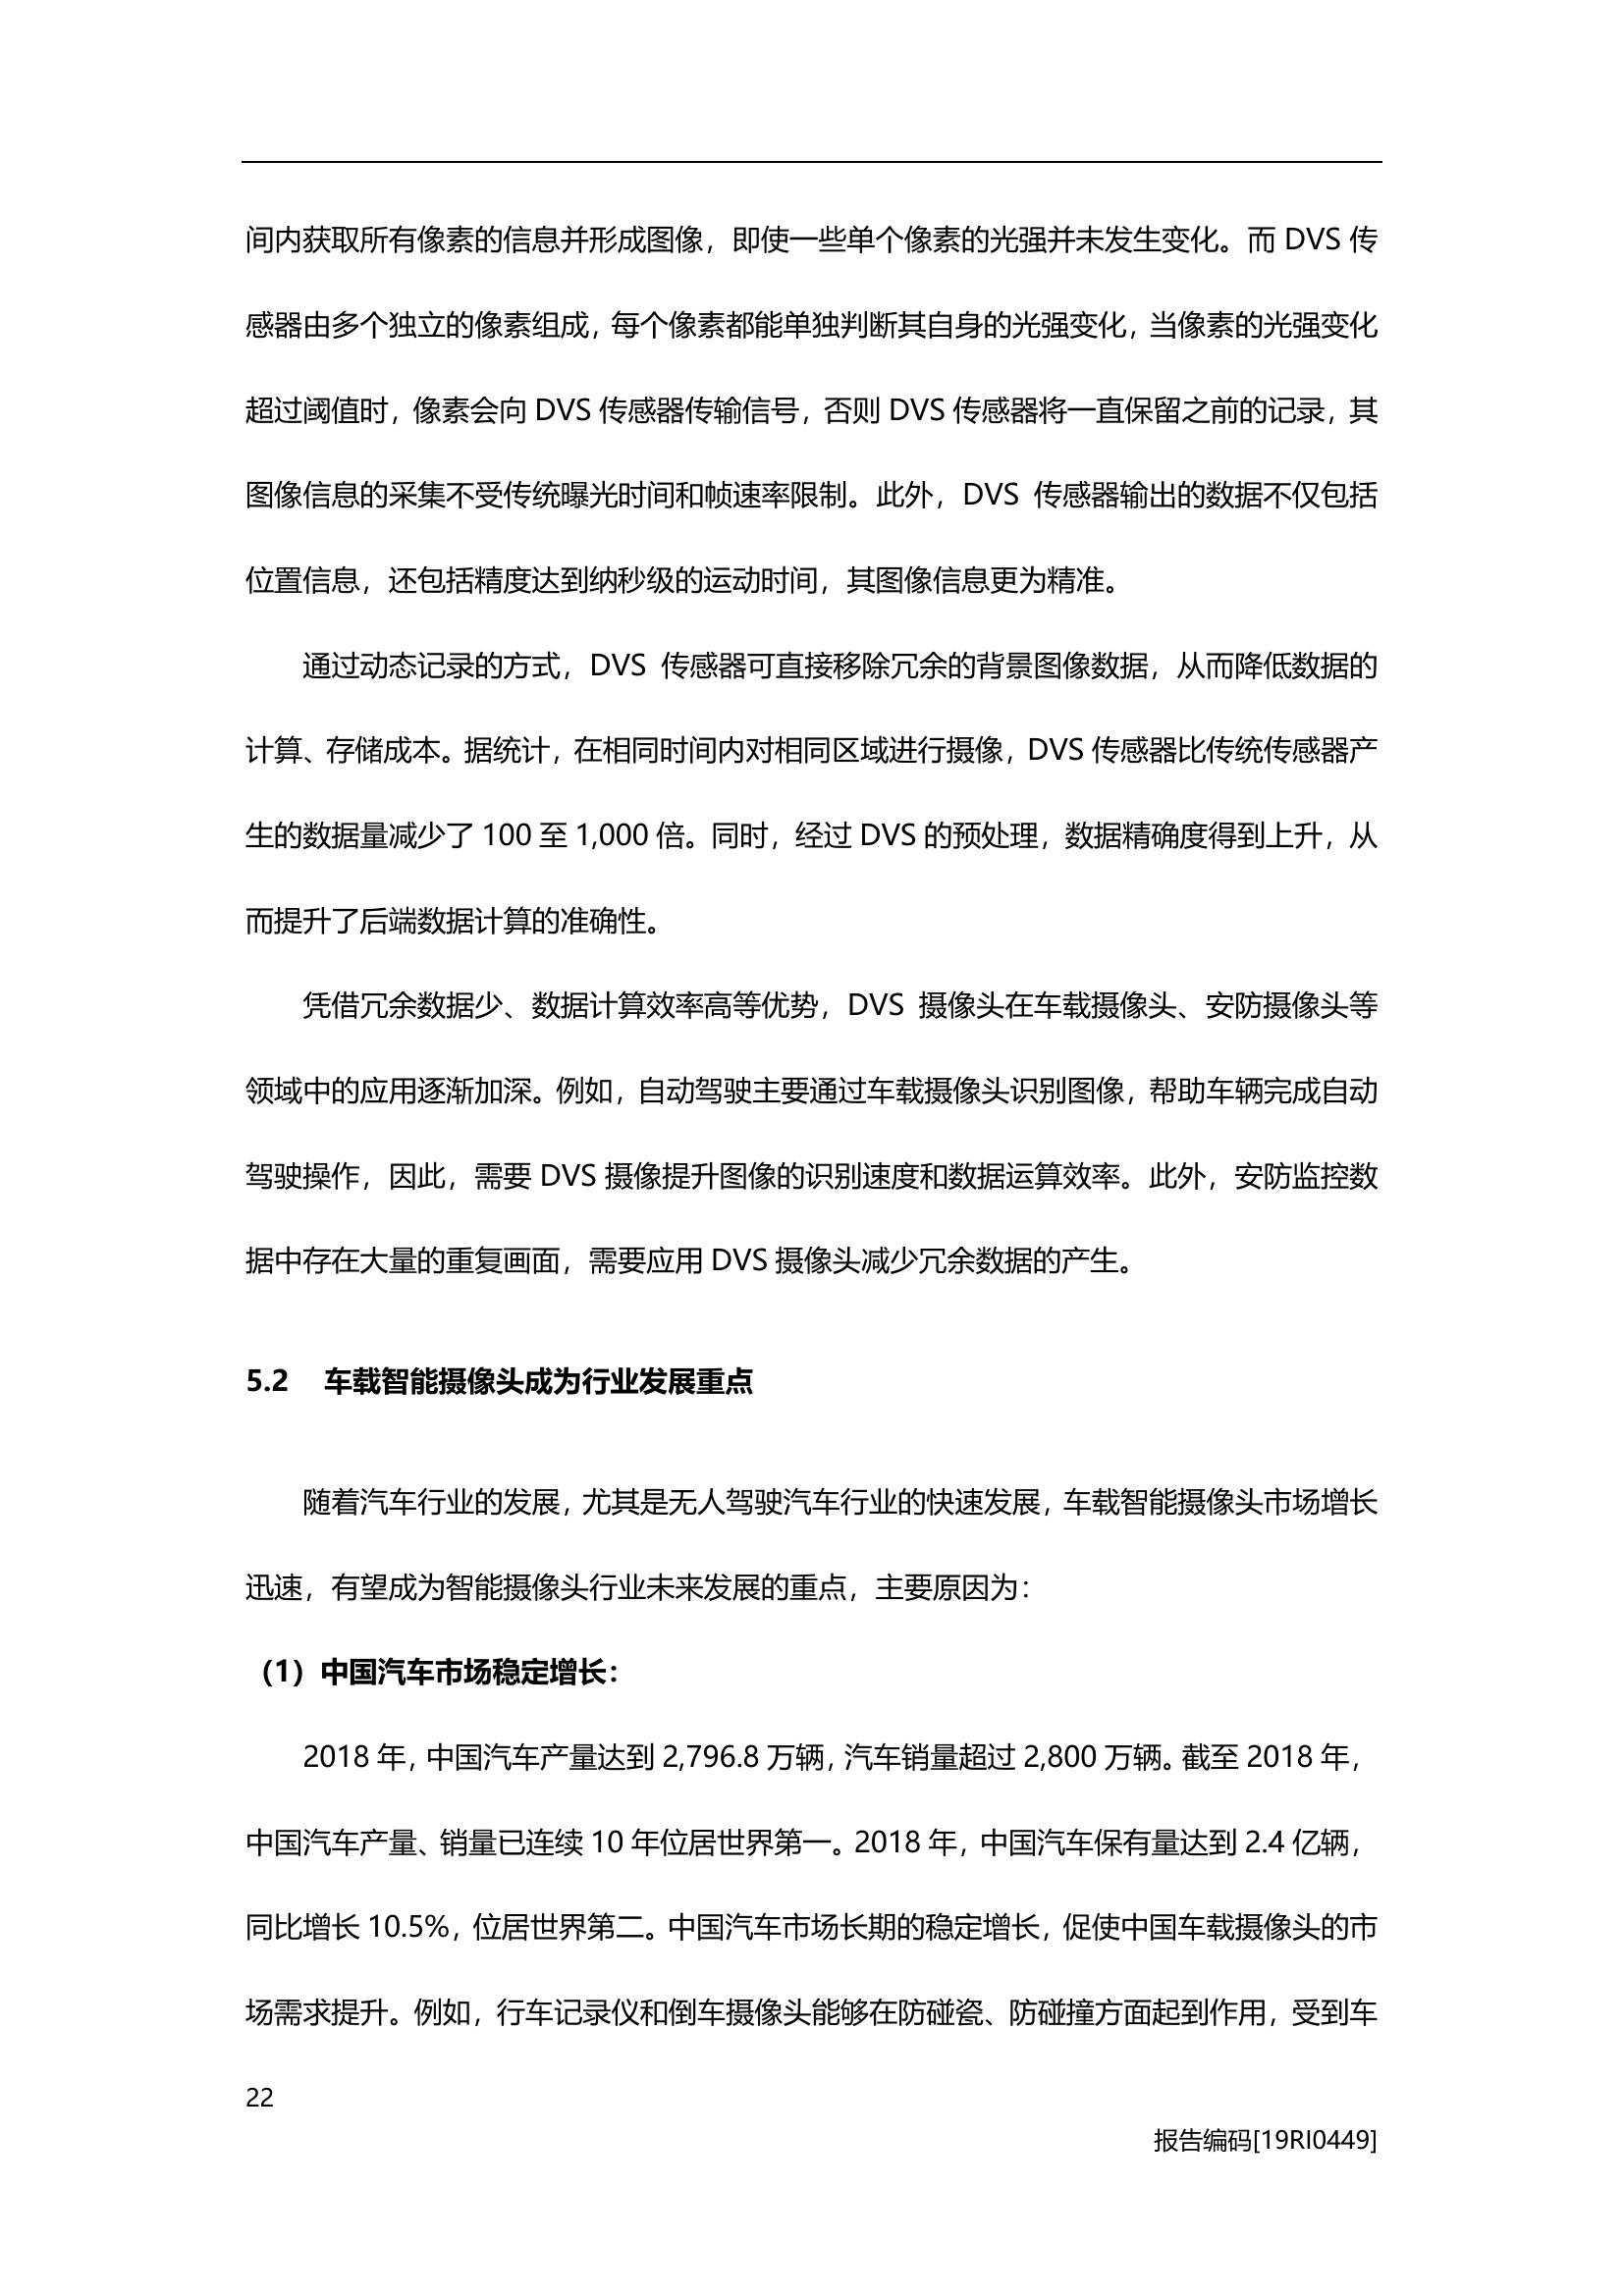 间内获取所有像素的信息并形成图像，即使一些单个像素的光强并未发生变化。而 DVS 传
感器由多个独立的像素组成，每个像素都能单独判断其自身的光强变化，当像素的光强变化
超过阈值时，像素会向 DVS 传感器传输信号，否则 DVS 传感器将一直保留之前的记录，其
图像信息的采集不受传统曝光时间和帧速率限制。此外，DVS 传感器输出的数据不仅包括
位置信息，还包括精度达到纳秒级的运动时间，其图像信息更为精准。
通过动态记录的方式，DVS 传感器可直接移除冗余的背景图像数据，从而降低数据的
计算、存储成本。据统计，在相同时间内对相同区域进行摄像，DVS 传感器比传统传感器产
生的数据量减少了 100 至 1,000 倍。同时，经过 DVS 的预处理，数据精确度得到上升，从
而提升了后端数据计算的准确性。
凭借冗余数据少、数据计算效率高等优势，DVS 摄像头在车载摄像头、安防摄像头等
领域中的应用逐渐加深。例如，自动驾驶主要通过车载摄像头识别图像，帮助车辆完成自动
驾驶操作，因此，需要 DVS 摄像提升图像的识别速度和数据运算效率。此外，安防监控数
据中存在大量的重复画面，需要应用 DVS 摄像头减少冗余数据的产生。
5.2 车载智能摄像头成为行业发展重点
随着汽车行业的发展，尤其是无人驾驶汽车行业的快速发展，车载智能摄像头市场增长
迅速，有望成为智能摄像头行业未来发展的重点，主要原因为：
（1）中国汽车市场稳定增长：
2018 年，中国汽车产量达到 2,796.8 万辆，汽车销量超过 2,800 万辆。截至 2018 年，
中国汽车产量、销量已连续 10 年位居世界第一。2018 年，中国汽车保有量达到 2.4 亿辆，
同比增长 10.5%，位居世界第二。中国汽车市场长期的稳定增长，促使中国车载摄像头的市
场需求提升。例如，行车记录仪和倒车摄像头能够在防碰瓷、防碰撞方面起到作用，受到车
22
报告编码[19RI0449]